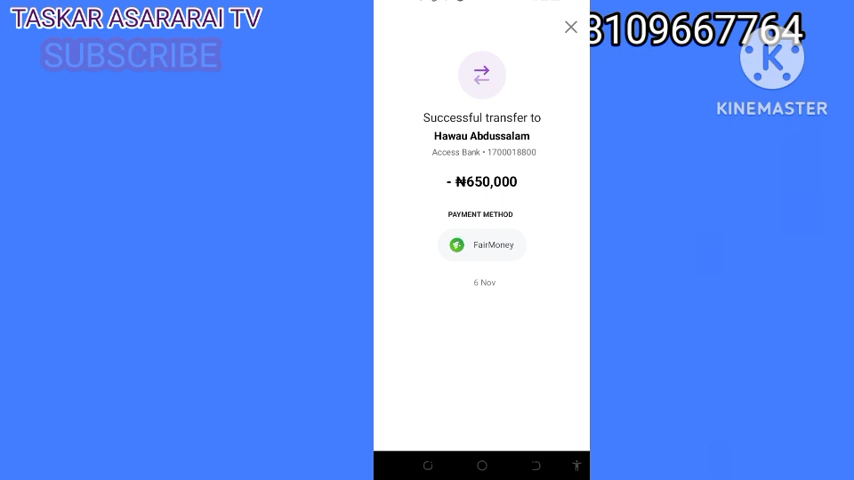 TASKAR ASARARAI TV
SUBSCRIBE
8109667764
K
KINEMASTER
Successful transfer to
Hawau Abdussalam
Access Bank • 1700018800
- ₦650,000
PAYMENT METHOD
FairMoney
6 Nov